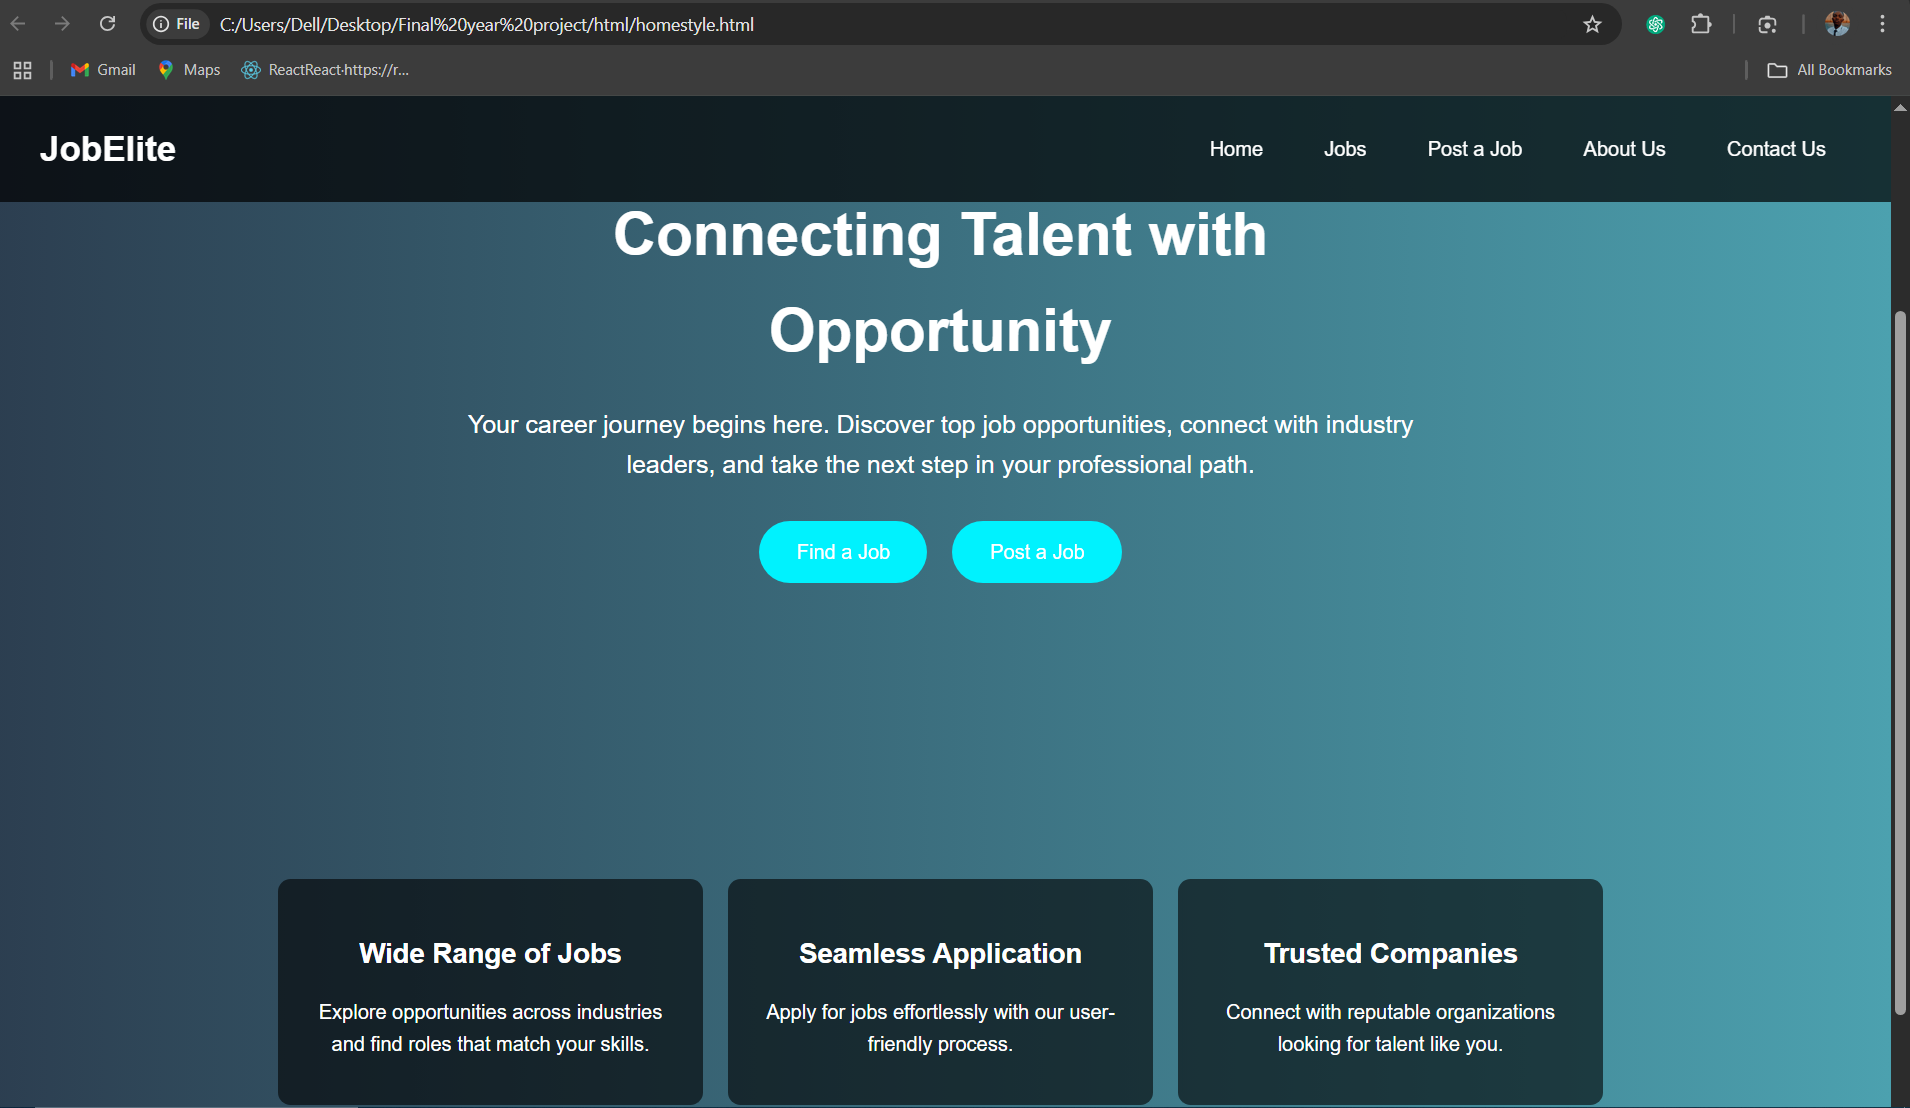 File C:/Users/Dell/Desktop/Final%20year%20project/html/homestyle.html
Gmail Maps ReactReact·https://r... All Bookmarks
JobElite Home Jobs Post a Job About Us Contact Us
Connecting Talent with
Opportunity
Your career journey begins here. Discover top job opportunities, connect with industry
leaders, and take the next step in your professional path.
Find a Job Post a Job
Wide Range of Jobs
Explore opportunities across industries
and find roles that match your skills.
Seamless Application
Apply for jobs effortlessly with our user-
friendly process.
Trusted Companies
Connect with reputable organizations
looking for talent like you.